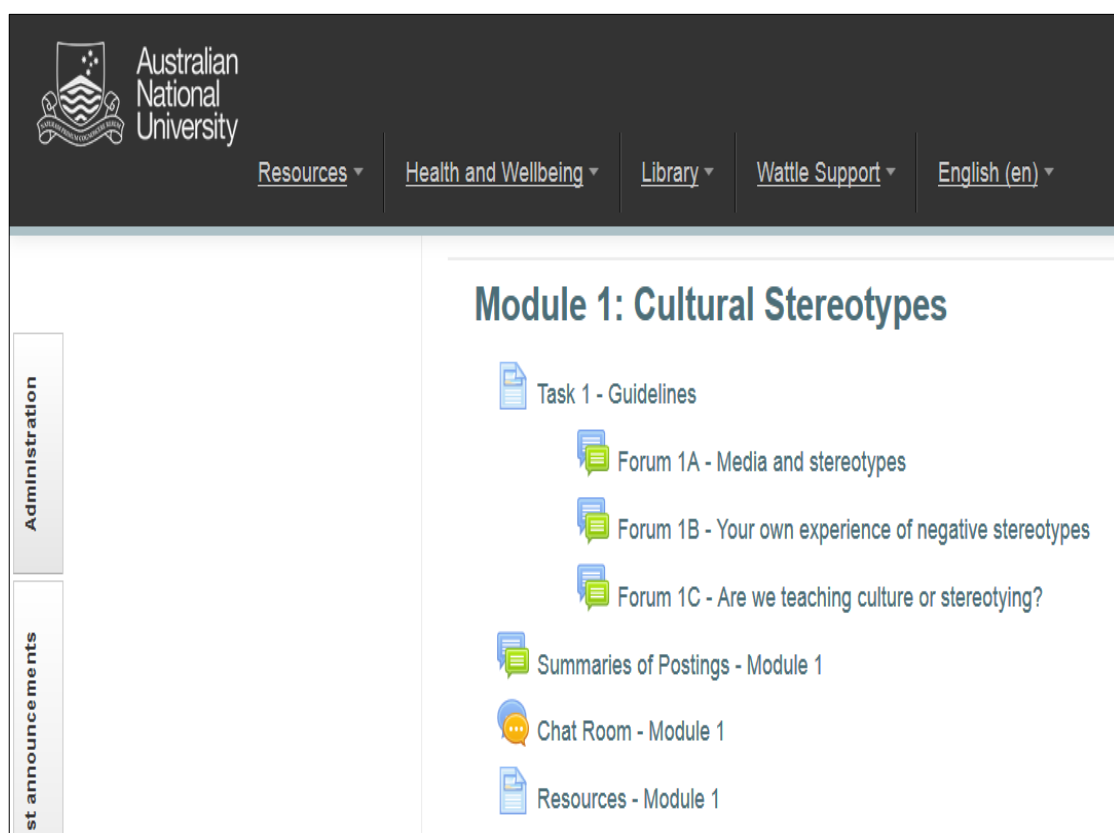 Australian
National
University
Resources
Health and Wellbeing
Library
Wattle Support
English (en)
Module 1: Cultural Stereotypes
Task 1 - Guidelines
Forum 1A - Media and stereotypes
Forum 1B - Your own experience of negative stereotypes
Forum 1C - Are we teaching culture or stereotying?
Summaries of Postings - Module 1
Chat Room - Module 1
Resources - Module 1
Administration
st announcements